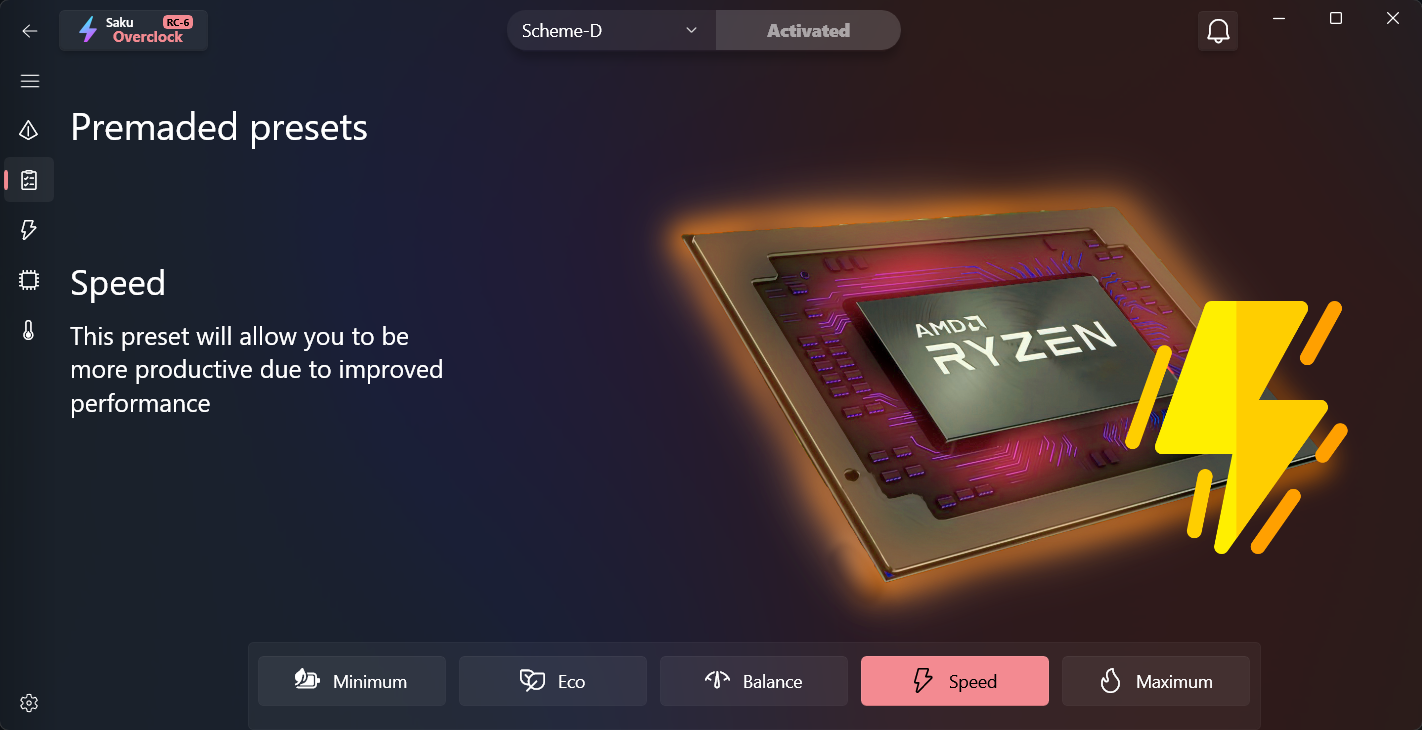 Saku
RC-6
Overclock
Scheme-D
Activated
Premaded presets
Speed
This preset will allow you to be
more productive due to improved
performance
AMD
RYZEN
Minimum
Eco
Balance
Speed
Maximum